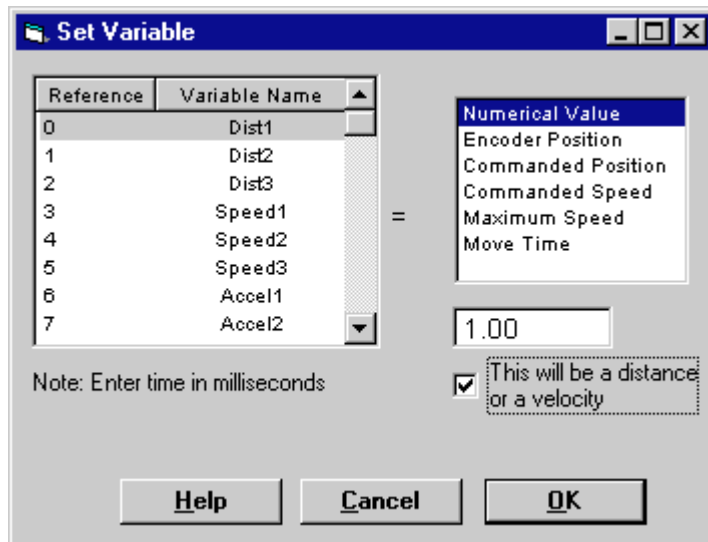 Set Variable
Reference Variable Name
0 Dist1
1 Dist2
2 Dist3
3 Speed1
4 Speed2
5 Speed3
6 Accel1
7 Accel2
=
Numerical Value
Encoder Position
Commanded Position
Commanded Speed
Maximum Speed
Move Time
1.00
Note: Enter time in milliseconds
This will be a distance
or a velocity
Help Cancel OK